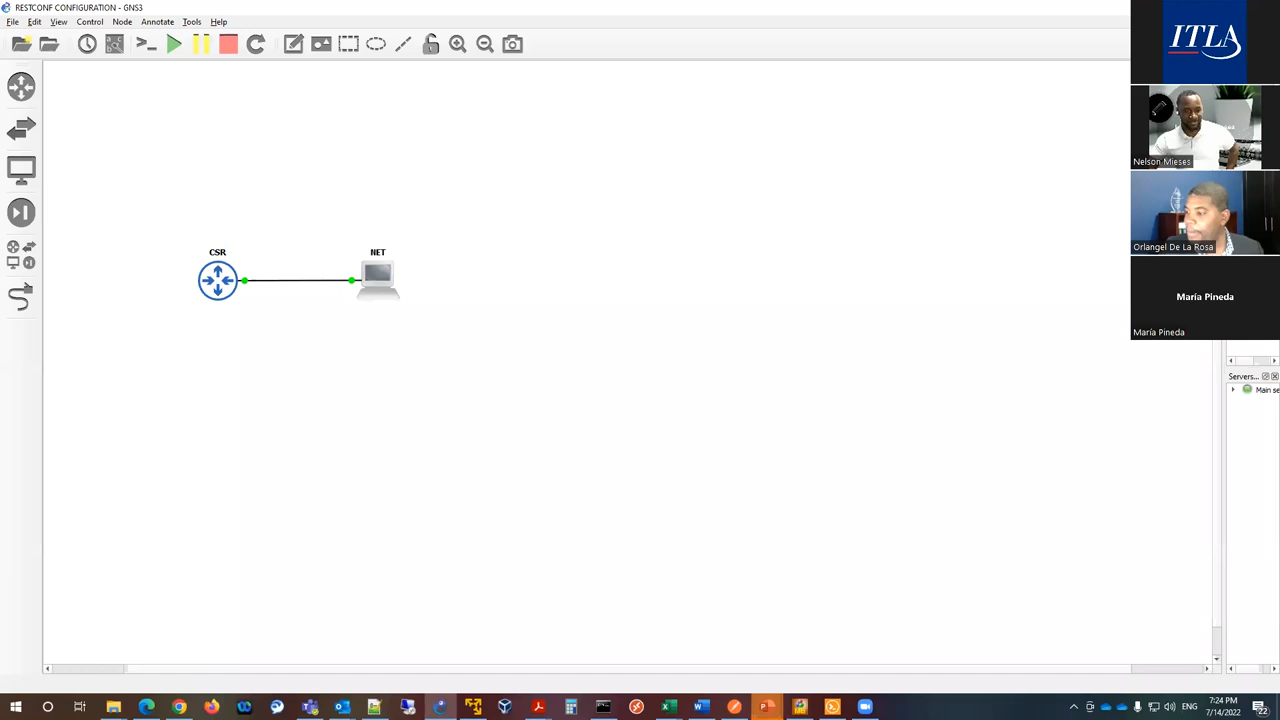 RESTCONF CONFIGURATION - GNS3
File Edit View Control Node Annotate Tools Help
ITLA
Nelson Mieses
Orlangel De La Rosa
María Pineda
María Pineda
CSR
NET
Servers...
Main se
ENG
7:24 PM
7/14/2022
22